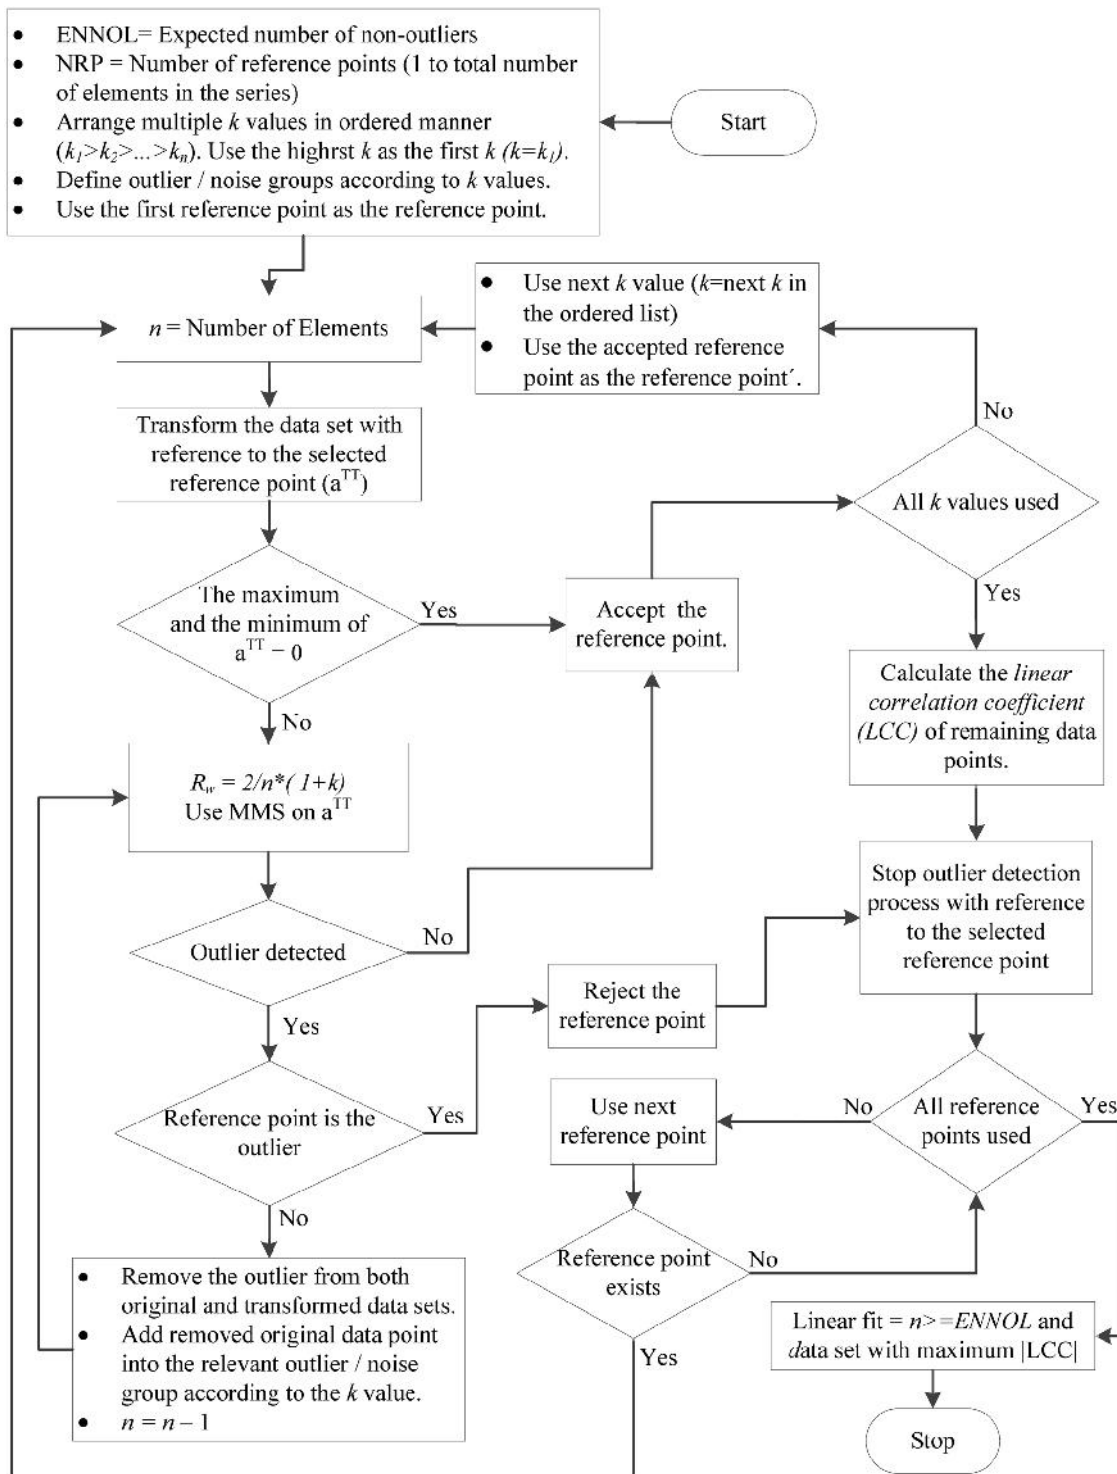 • ENNOL= Expected number of non-outliers
• NRP = Number of reference points (1 to total number
of elements in the series)
• Arrange multiple k values in ordered manner
(k₁>k₂>...>kₙ). Use the highrst k as the first k (k=k₁).
• Define outlier / noise groups according to k values.
• Use the first reference point as the reference point.
Start
n = Number of Elements
• Use next k value (k=next k in
the ordered list)
• Use the accepted reference
point as the reference point´.
No
Transform the data set with
reference to the selected
reference point (aᵀᵀ)
All k values used
The maximum
and the minimum of
aᵀᵀ = 0
Yes
Accept the
reference point.
Yes
No
Calculate the linear
correlation coefficient
(LCC) of remaining data
points.
R_w = 2/n*( 1+k)
Use MMS on aᵀᵀ
Outlier detected
No
Stop outlier detection
process with reference
to the selected
reference point
Yes
Reject the
reference point
Reference point is the
outlier
Yes
Use next
reference point
No
All reference
points used
Yes
No
Reference point
exists
No
• Remove the outlier from both
original and transformed data sets.
• Add removed original data point
into the relevant outlier / noise
group according to the k value.
• n = n – 1
Yes
Linear fit = n>=ENNOL and
data set with maximum |LCC|
Stop